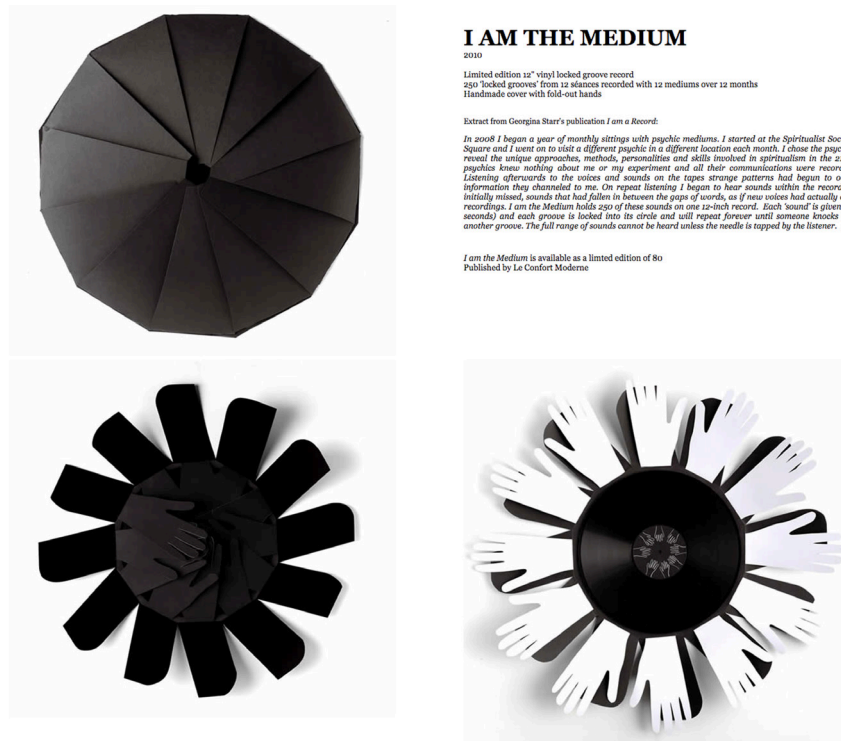 I AM THE MEDIUM
2010
Limited edition 12" vinyl locked groove record
250 'locked grooves' from 12 séances recorded with 12 mediums over 12 months
Handmade cover with fold-out hands
Extract from Georgina Starr's publication I am a Record:
In 2008 I began a year of monthly sittings with psychic mediums. I started at the Spiritualist Soc
Square and I went on to visit a different psychic in a different location each month. I chose the psyc
reveal the unique approaches, methods, personalities and skills involved in spiritualism in the 2
psychics knew nothing about me or my experiment and all their communications were recor
Listening afterwards to the voices and sounds on the tapes strange patterns had begun to o
information they channeled to me. On repeat listening I began to hear sounds within the recor
initially missed, sounds that had fallen in between the gaps of words, as if new voices had actually
recordings. I am the Medium holds 250 of these sounds on one 12-inch record. Each 'sound' is given
seconds) and each groove is locked into its circle and will repeat forever until someone knocks
another groove. The full range of sounds cannot be heard unless the needle is tapped by the listener.
I am the Medium is available as a limted edition of 80
Published by Le Confort Moderne